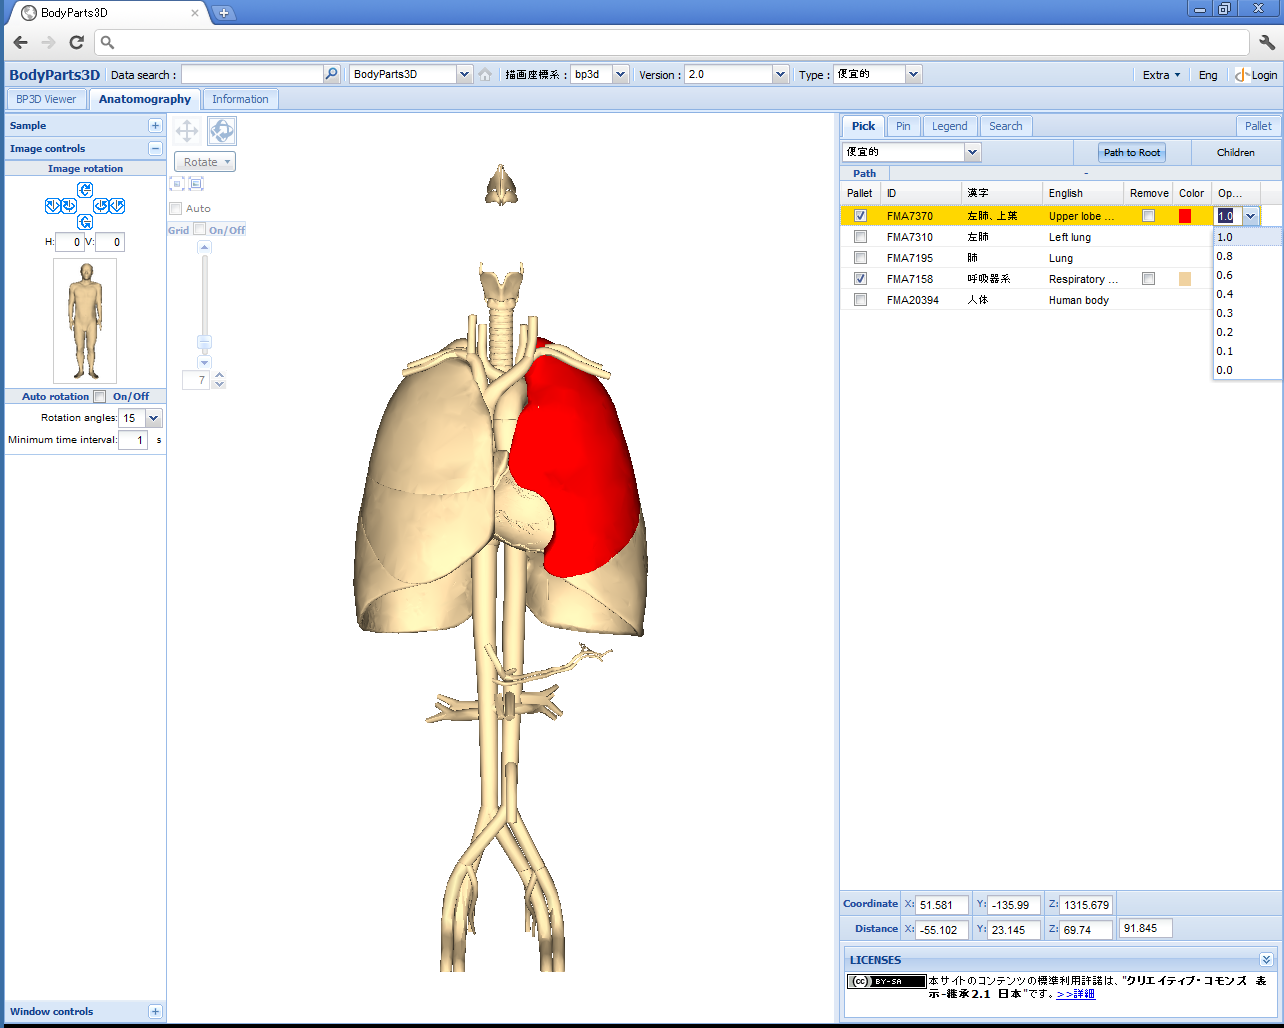 BodyParts3D
BodyParts3D Data search : BodyParts3D 描画座標系 : bp3d Version : 2.0 Type : 便宜的 Extra Eng Login
BP3D Viewer Anatomography Information
Sample
Image controls
Image rotation
H: 0 V: 0
Auto rotation On/Off
Rotation angles: 15
Minimum time interval: 1 s
Window controls
Rotate
Auto
Grid On/Off
7
Pick Pin Legend Search Pallet
便宜的 Path to Root Children
Path -
Pallet ID 漢字 English Remove Color Op...
FMA7370 左肺、上葉 Upper lobe ... 1.0
FMA7310 左肺 Left lung
FMA7195 肺 Lung
FMA7158 呼吸器系 Respiratory ...
FMA20394 人体 Human body
1.0
0.8
0.6
0.4
0.3
0.2
0.1
0.0
Coordinate X: 51.581 Y: -135.99 Z: 1315.679
Distance X: -55.102 Y: 23.145 Z: 69.74 91.845
LICENSES
(cc) BY-SA 本サイトのコンテンツの標準利用許諾は、"クリエイティブ・コモンズ 表
示-継承2.1 日本"です。>>詳細